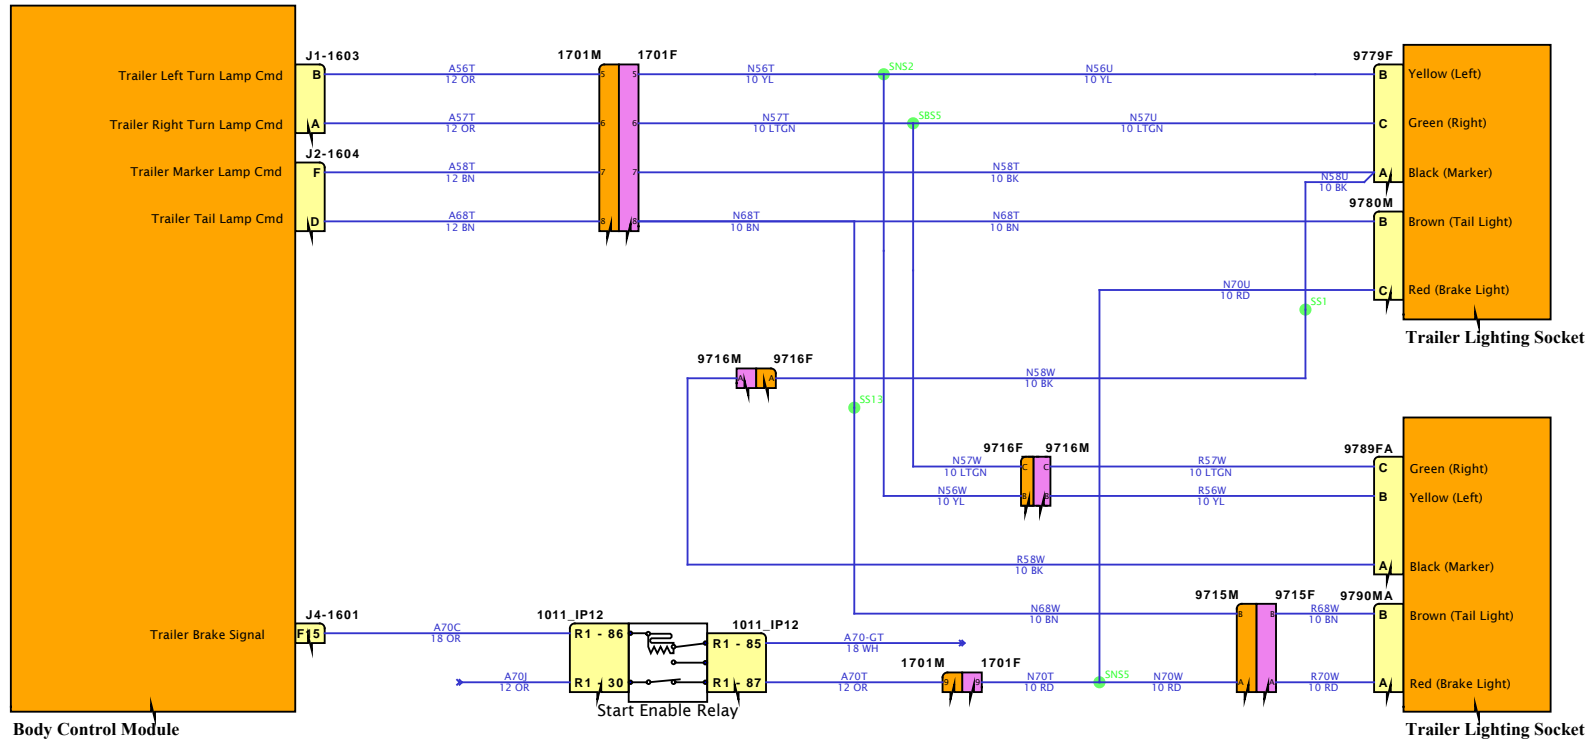 J1-1603
1701M
1701F
9779F
Trailer Left Turn Lamp Cmd
B
A56T
12 OR
5
5
N56T
10 YL
SNS2
N56U
10 YL
B
Yellow (Left)
Trailer Right Turn Lamp Cmd
A
A57T
12 OR
6
6
N57T
10 LTGN
SBS5
N57U
10 LTGN
C
Green (Right)
J2-1604
Trailer Marker Lamp Cmd
F
A58T
12 BN
7
7
N58T
10 BK
N58U
10 BK
A
Black (Marker)
Trailer Tail Lamp Cmd
D
A68T
12 BN
8
8
N68T
10 BN
N68T
10 BN
9780M
B
Brown (Tail Light)
N70U
10 RD
C
Red (Brake Light)
SS1
Trailer Lighting Socket
9716M
9716F
A
A
N58W
10 BK
SS13
9716F
9716M
9789FA
N57W
10 LTGN
C
C
R57W
10 LTGN
C
Green (Right)
N56W
10 YL
B
B
R56W
10 YL
B
Yellow (Left)
R58W
10 BK
A
Black (Marker)
9715M
9715F
9790MA
N68W
10 BN
B
B
R68W
10 BN
B
Brown (Tail Light)
J4-1601
Trailer Brake Signal
F15
A70C
18 OR
1011_IP12
R1 - 86
1011_IP12
R1 - 85
A70-GT
18 WH
A70J
12 OR
R1 - 30
R1 - 87
A70T
12 OR
1701M
1701F
9
9
N70T
10 RD
SNS5
N70W
10 RD
A
A
R70W
10 RD
A
Red (Brake Light)
Start Enable Relay
Body Control Module
Trailer Lighting Socket